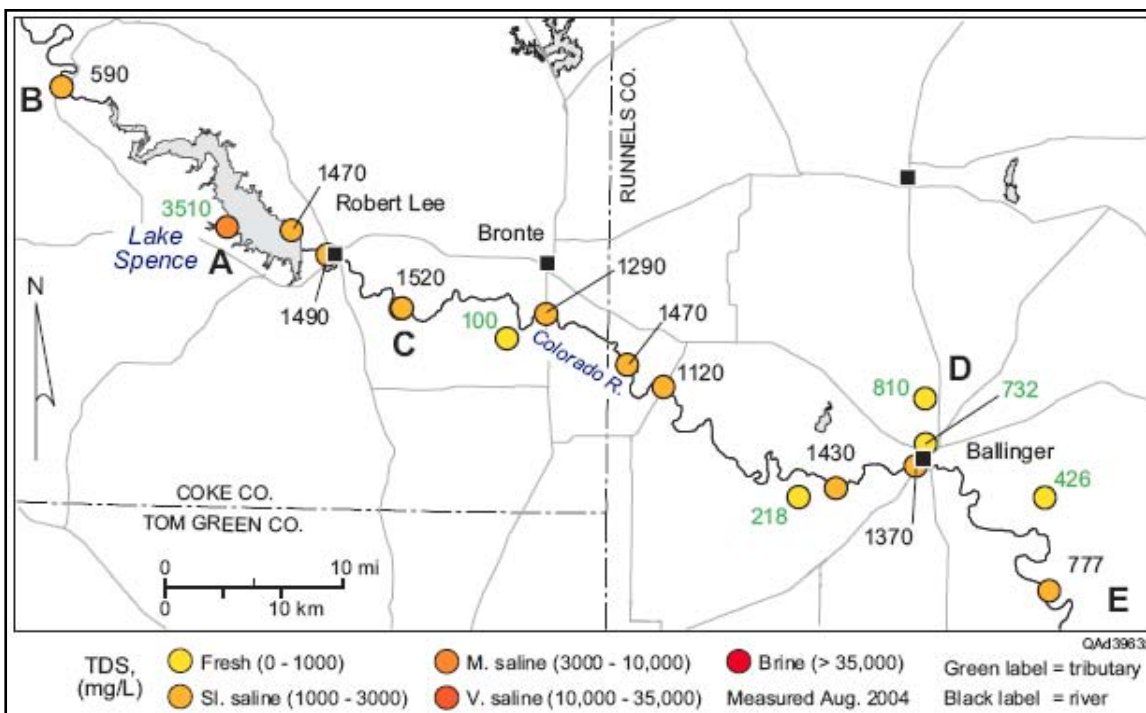 B
590
3510
1470
Robert Lee
Lake
Spence
A
1490
N
1520
C
Bronte
100
1290
Colorado R.
1470
1120
RUNNELS CO.
810
D
732
Ballinger
1430
218
426
1370
777
E
COKE CO.
TOM GREEN CO.
0 10 mi
0 10 km
QAd3963
TDS,
(mg/L)
Fresh (0 - 1000)
Sl. saline (1000 - 3000)
M. saline (3000 - 10,000)
V. saline (10,000 - 35,000)
Brine (> 35,000)
Measured Aug. 2004
Green label = tributary
Black label = river